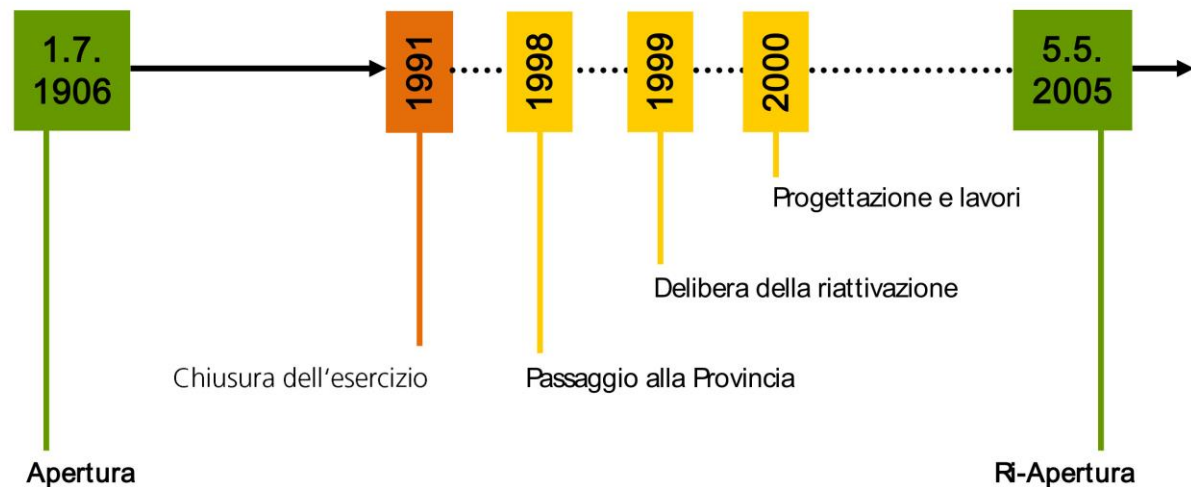 1.7.
1906
1991
1998
1999
2000
5.5.
2005
Progettazione e lavori
Delibera della riattivazione
Chiusura dell'esercizio
Passaggio alla Provincia
Apertura
Ri-Apertura